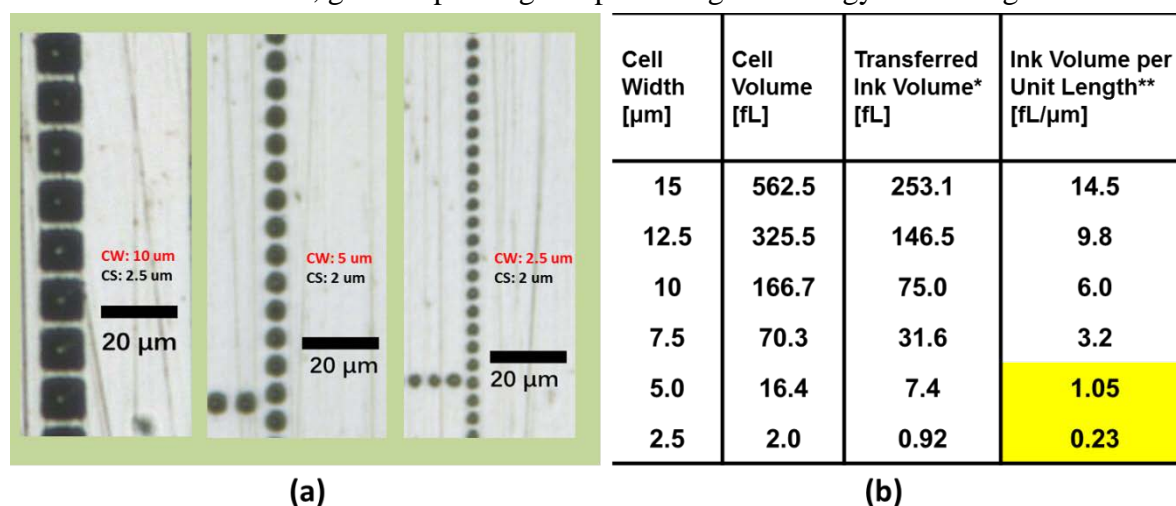 CW: 10 um
CS: 2.5 um
20 µm
CW: 5 um
CS: 2 um
20 µm
CW: 2.5 um
CS: 2 um
20 µm
(a)
Cell Width [µm] Cell Volume [fL] Transferred Ink Volume* [fL] Ink Volume per Unit Length** [fL/µm]
15 562.5 253.1 14.5
12.5 325.5 146.5 9.8
10 166.7 75.0 6.0
7.5 70.3 31.6 3.2
5.0 16.4 7.4 1.05
2.5 2.0 0.92 0.23
(b)